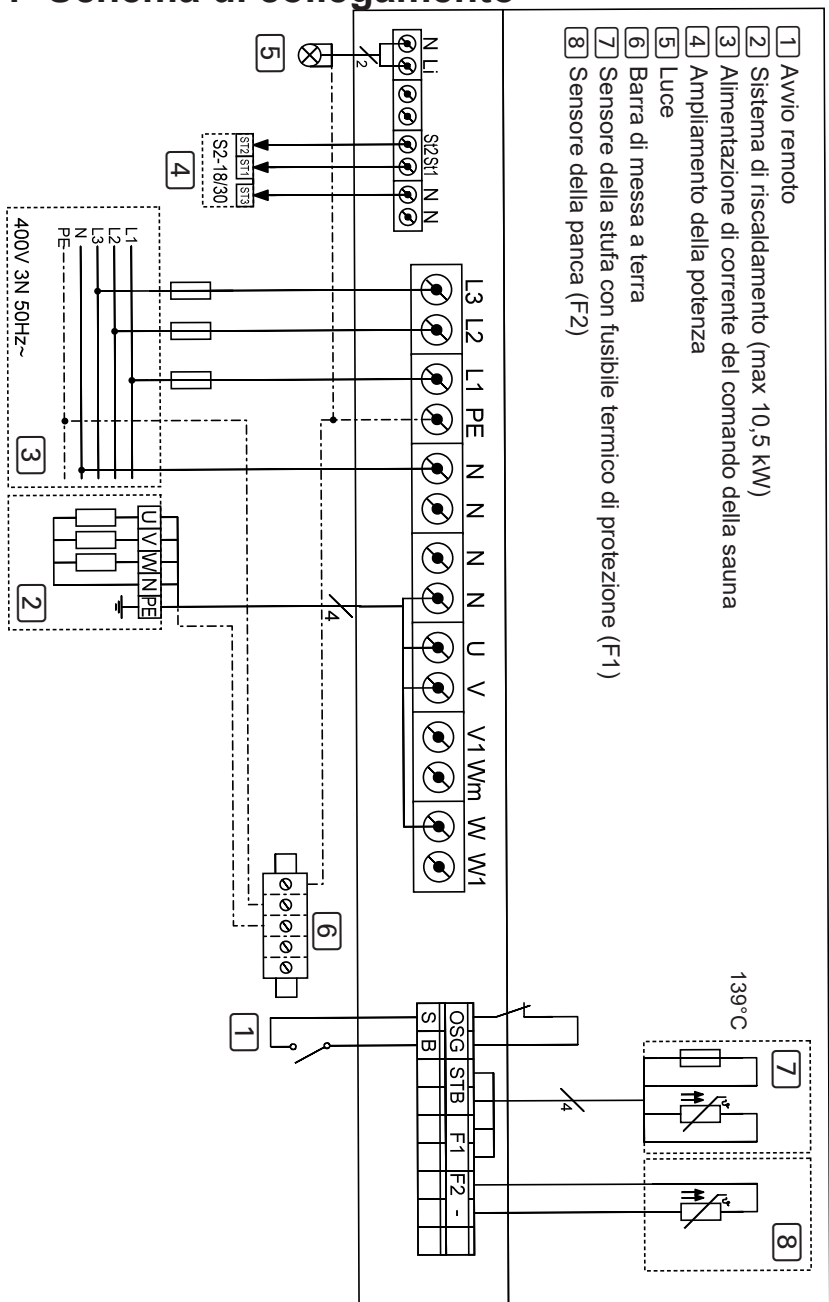 Schema di collegamento
1 Avvio remoto
2 Sistema di riscaldamento (max 10,5 kW)
3 Alimentazione di corrente del comando della sauna
4 Ampliamento della potenza
5 Luce
6 Barra di messa a terra
7 Sensore della stufa con fusibile termico di protezione (F1)
8 Sensore della panca (F2)
139°C
7
8
4
N Li St2 St1 N N
L3 L2 L1 PE N N N N U V V1 Wm W W1
OSG STB F1 F2 -
S B
2
5
ST2 ST1 ST3
S2-18/30
4
L1
L2
L3
N
PE
400V 3N 50Hz~
3
U V W N PE
2
4
6
1